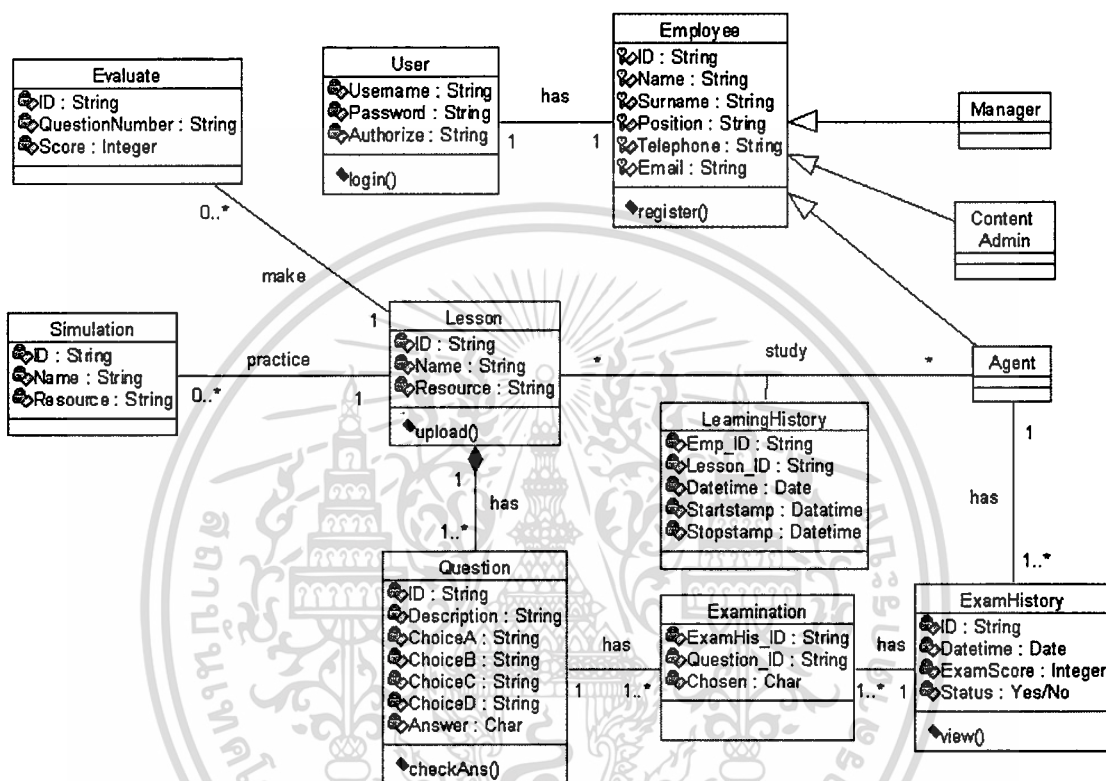 Employee
ID : String
Name : String
Surname : String
Position : String
Telephone : String
Email : String
register()
User
Username : String
Password : String
Authorize : String
login()
has
1
1
Evaluate
ID : String
QuestionNumber : String
Score : Integer
Manager
Content
Admin
0..*
make
1
Simulation
ID : String
Name : String
Resource : String
practice
0..*
1
Lesson
ID : String
Name : String
Resource : String
upload()
*
study
*
Agent
LearningHistory
Emp_ID : String
Lesson_ID : String
Datetime : Date
Startstamp : Datatime
Stopstamp : Datetime
1
has
1..*
1
has
1..*
Question
ID : String
Description : String
ChoiceA : String
ChoiceB : String
ChoiceC : String
ChoiceD : String
Answer : Char
checkAns()
has
1
1..*
Examination
ExamHis_ID : String
Question_ID : String
Chosen : Char
has
1..*
1
ExamHistory
ID : String
Datetime : Date
ExamScore : Integer
Status : Yes/No
view()